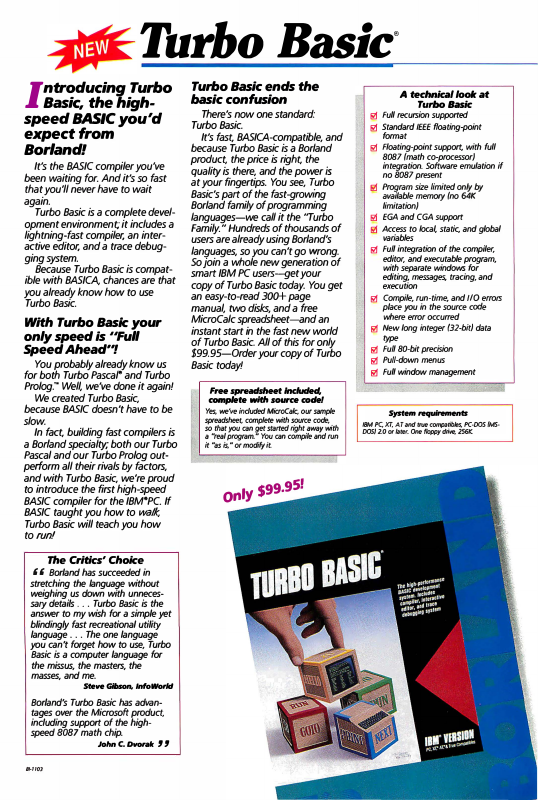 NEW
Turbo Basic®
Introducing Turbo
Basic, the high-
speed BASIC you'd
expect from
Borland!
It's the BASIC compiler you've
been waiting for. And it's so fast
that you'll never have to wait
again.
Turbo Basic is a complete devel-
opment environment; it includes a
lightning-fast compiler, an inter-
active editor, and a trace debug-
ging system.
Because Turbo Basic is compat-
ible with BASICA, chances are that
you already know how to use
Turbo Basic.
With Turbo Basic your
only speed is "Full
Speed Ahead"!
You probably already know us
for both Turbo Pascal® and Turbo
Prolog.™ Well, we've done it again!
We created Turbo Basic,
because BASIC doesn't have to be
slow.
In fact, building fast compilers is
a Borland specialty; both our Turbo
Pascal and our Turbo Prolog out-
perform all their rivals by factors,
and with Turbo Basic, we're proud
to introduce the first high-speed
BASIC compiler for the IBM®PC. If
BASIC taught you how to walk,
Turbo Basic will teach you how
to run!
The Critics' Choice
“ Borland has succeeded in
stretching the language without
weighing us down with unneces-
sary details . . . Turbo Basic is the
answer to my wish for a simple yet
blindingly fast recreational utility
language . . . The one language
you can't forget how to use, Turbo
Basic is a computer language for
the missus, the masters, the
masses, and me.
Steve Gibson, InfoWorld
Borland's Turbo Basic has advan-
tages over the Microsoft product,
including support of the high-
speed 8087 math chip.
John C. Dvorak ”
BI-1103
Turbo Basic ends the
basic confusion
There's now one standard:
Turbo Basic.
It's fast, BASICA-compatible, and
because Turbo Basic is a Borland
product, the price is right, the
quality is there, and the power is
at your fingertips. You see, Turbo
Basic's part of the fast-growing
Borland family of programming
languages—we call it the "Turbo
Family." Hundreds of thousands of
users are already using Borland's
languages, so you can't go wrong.
So join a whole new generation of
smart IBM PC users—get your
copy of Turbo Basic today. You get
an easy-to-read 300+ page
manual, two disks, and a free
MicroCalc spreadsheet—and an
instant start in the fast new world
of Turbo Basic. All of this for only
$99.95—Order your copy of Turbo
Basic today!
Free spreadsheet included,
complete with source code!
Yes, we've included MicroCalc, our sample
spreadsheet, complete with source code,
so that you can get started right away with
a "real program." You can compile and run
it "as is," or modify it.
A technical look at
Turbo Basic
Full recursion supported
Standard IEEE floating-point
format
Floating-point support, with full
8087 (math co-processor)
integration. Software emulation if
no 8087 present
Program size limited only by
available memory (no 64K
limitation)
EGA and CGA support
Access to local, static, and global
variables
Full integration of the compiler,
editor, and executable program,
with separate windows for
editing, messages, tracing, and
execution
Compile, run-time, and I/O errors
place you in the source code
where error occurred
New long integer (32-bit) data
type
Full 80-bit precision
Pull-down menus
Full window management
System requirements
IBM PC, XT, AT and true compatibles, PC-DOS (MS-
DOS) 2.0 or later. One floppy drive, 256K.
Only $99.95!
BORLAND
TURBO BASIC®
The high-performance
BASIC development
system. Includes
compiler, interactive
editor, and trace
debugging system
RUN
GOTO
NEXT
IBM® VERSION
PC, XT,® AT® & True Compatibles